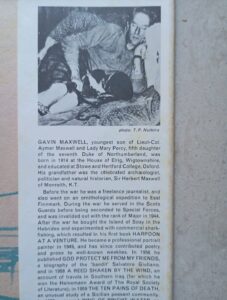 photo: T. P. Rickens
GAVIN MAXWELL, youngest son of Lieut-Col.
Aymer Maxwell and Lady Mary Percy, fifth daughter
of the seventh Duke of Northumberland, was
born in 1914 at the House of Elrig, Wigtownshire,
and educated at Stowe and Hertford College, Oxford.
His grandfather was the celebrated archaeologist,
politician and natural historian, Sir Herbert Maxwell
of Monreith, K.T.
Before the war he was a freelance journalist, and
also went on an ornithological expedition to East
Finnmark. During the war he served in the Scots
Guards before being seconded to Special Forces,
and was invalided out with the rank of Major in 1944.
After the war he bought the Island of Soay in the
Hebrides and experimented with commercial shark-
fishing, which resulted in his first book HARPOON
AT A VENTURE. He became a professional portrait
painter in 1949, and has since contributed poetry
and prose to well-known weeklies. In 1956 he
published GOD PROTECT ME FROM MY FRIENDS,
a biography of the 'bandit' Salvatore Giuliano,
and in 1957 A REED SHAKEN BY THE WIND, an
account of travels in Southern Iraq (for which he
won the Heinemann Award of The Royal Society
of Literature). In 1959 THE TEN PAINS OF DEATH,
an unusual study of a Sicilian peasant community,